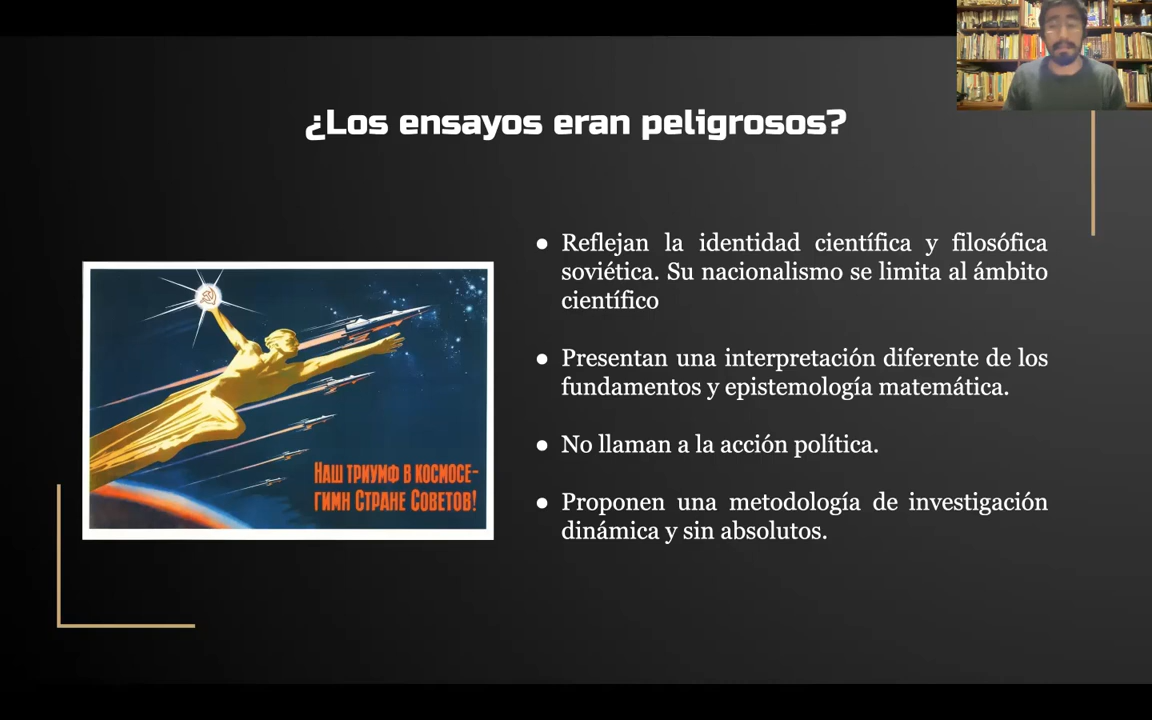 ¿Los ensayos eran peligrosos?
● Reflejan la identidad científica y filosófica
soviética. Su nacionalismo se limita al ámbito
científico
● Presentan una interpretación diferente de los
fundamentos y epistemología matemática.
● No llaman a la acción política.
● Proponen una metodología de investigación
dinámica y sin absolutos.
НАШ ТРИУМФ В КОСМОСЕ-
ГИМН СТРАНЕ СОВЕТОВ!